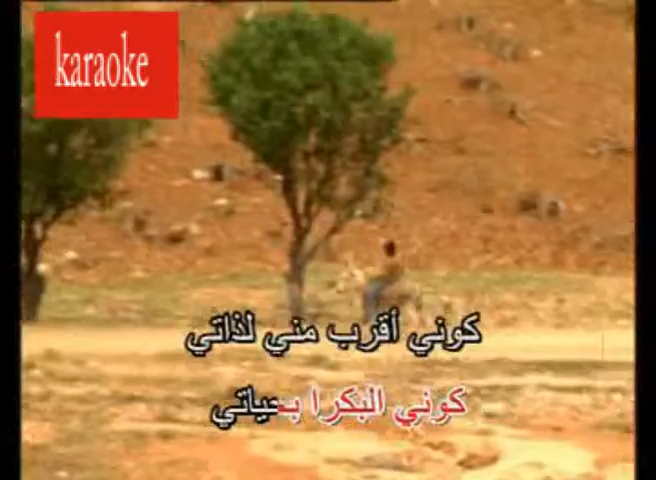 karaoke
كوني أقرب مني لذاتي
كوني البكرا بحياتي